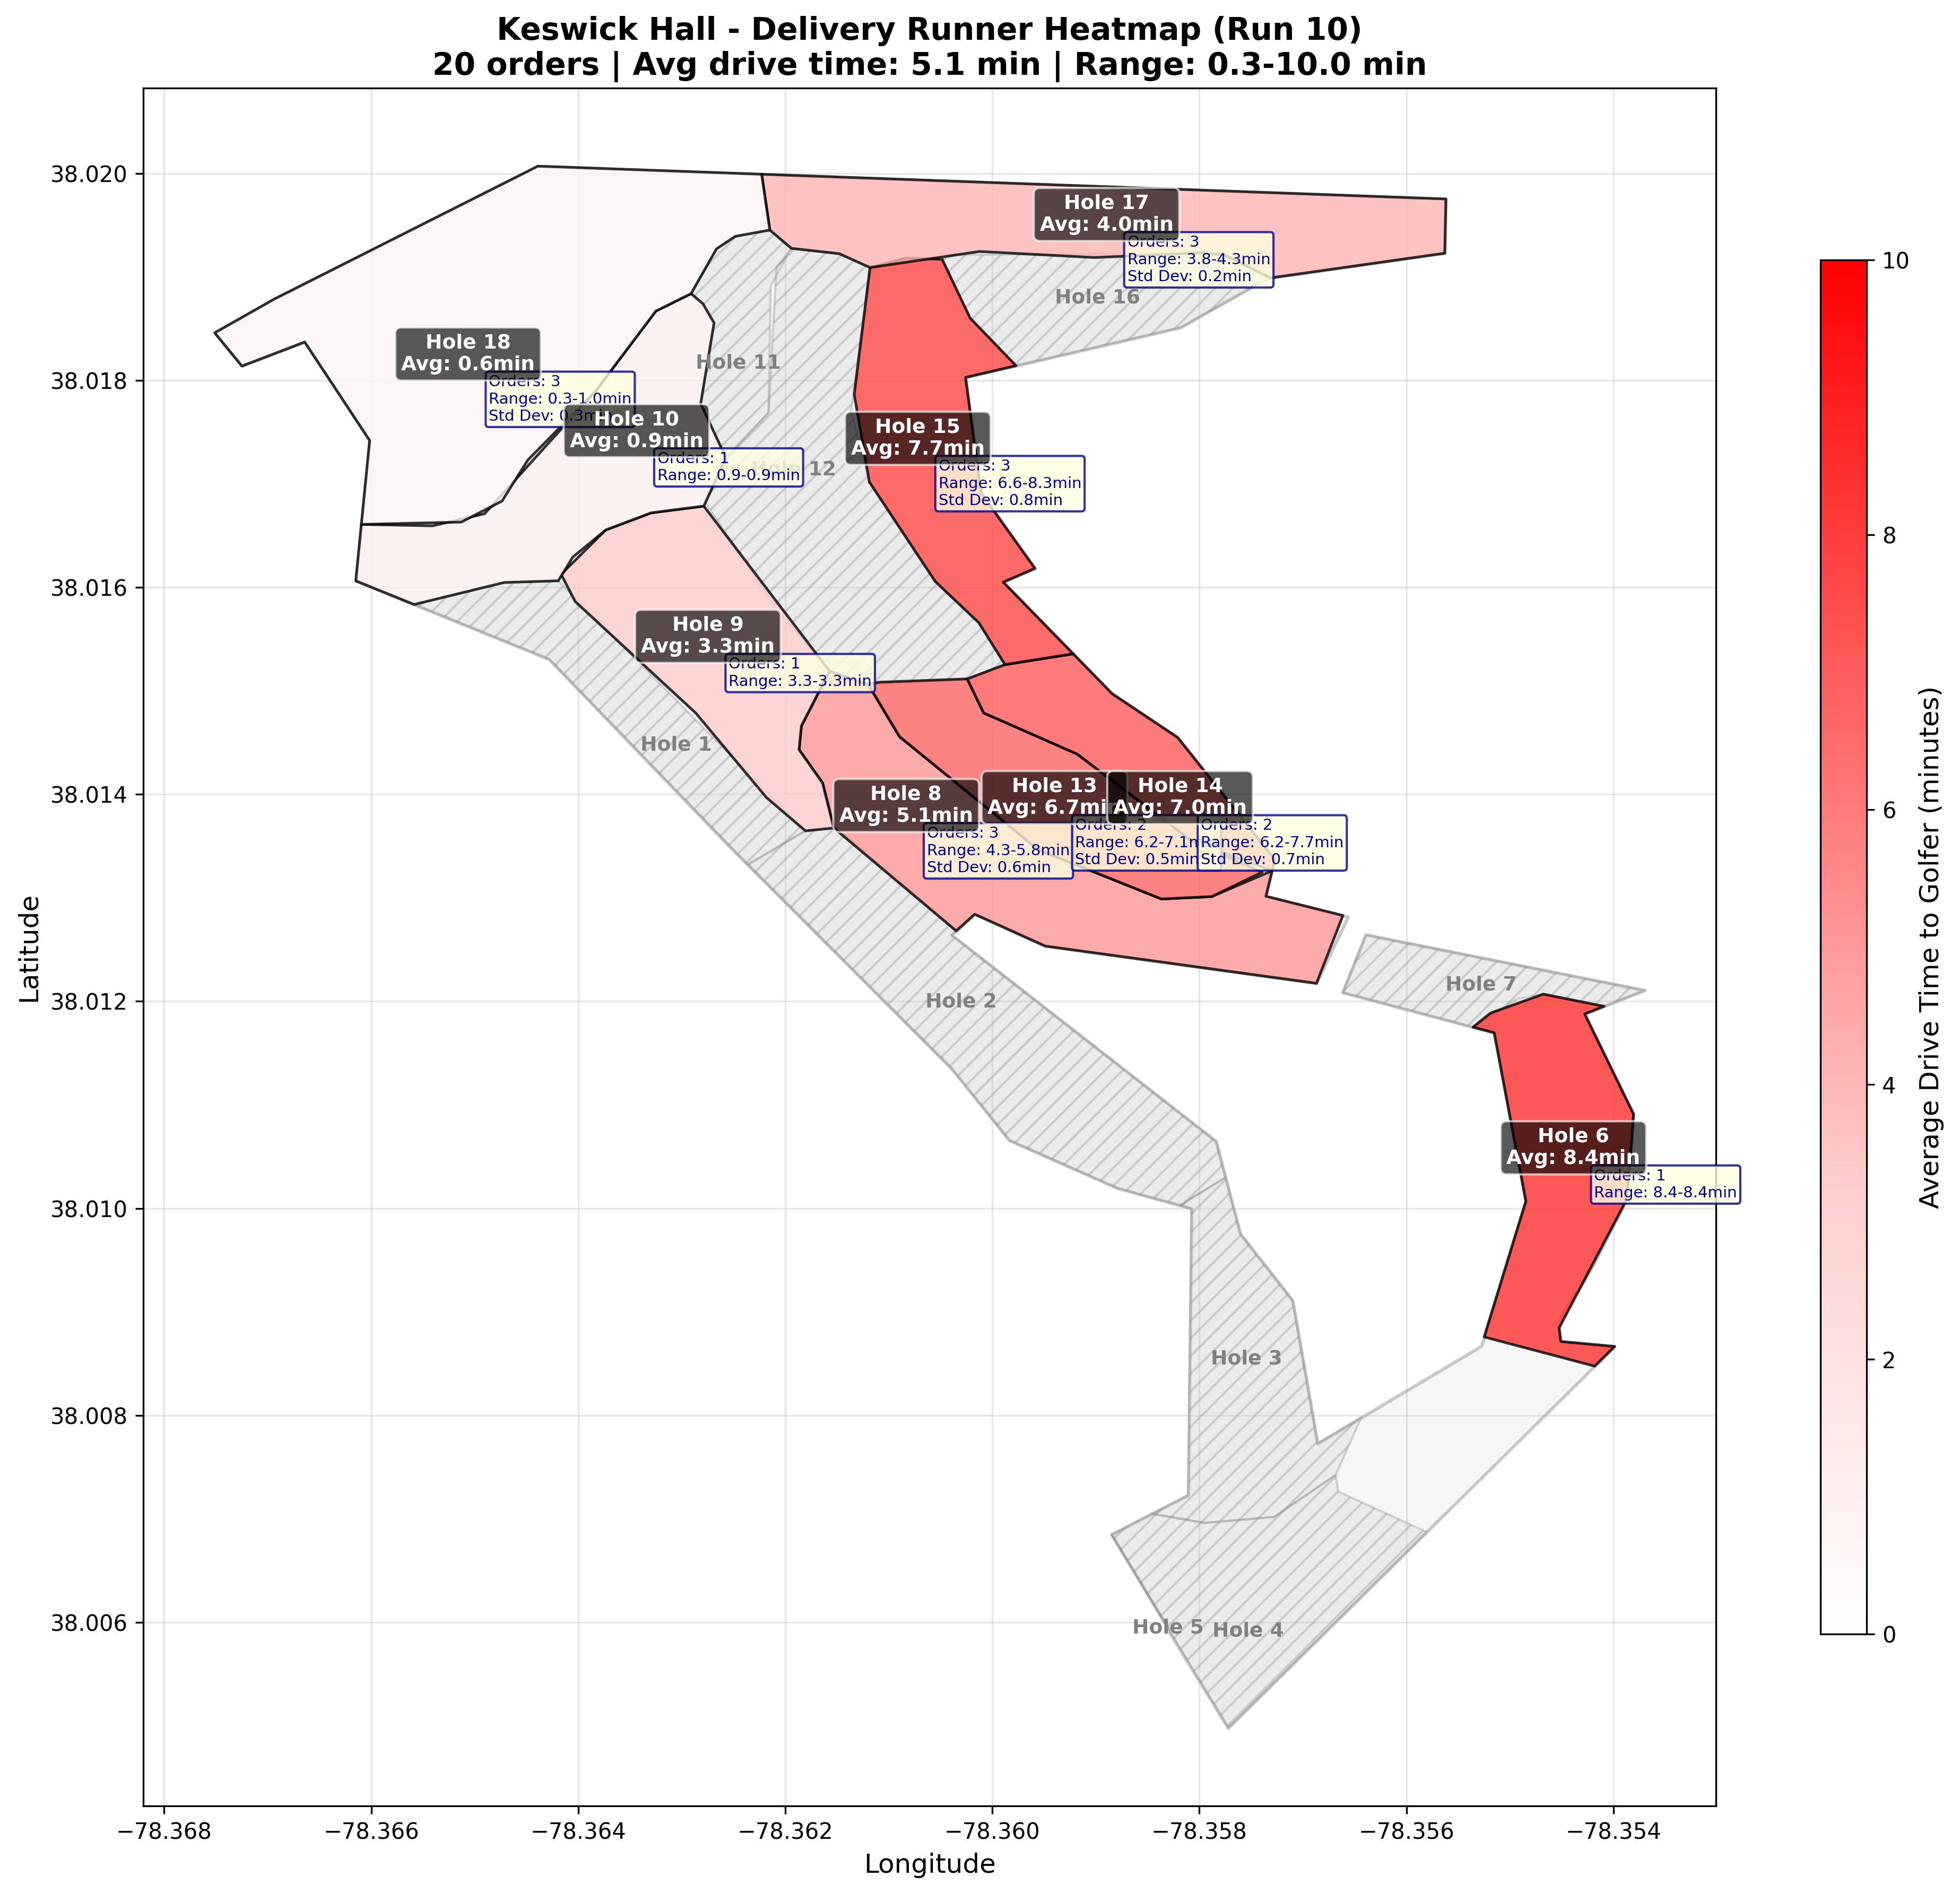 Keswick Hall - Delivery Runner Heatmap (Run 10)
20 orders | Avg drive time: 5.1 min | Range: 0.3-10.0 min
38.020
38.018
38.016
38.014
38.012
38.010
38.008
38.006
Latitude
Hole 17
Avg: 4.0min
Orders: 3
Range: 3.8-4.3min
Std Dev: 0.2min
Hole 16
Hole 18
Avg: 0.6min
Orders: 3
Range: 0.3-1.0min
Std Dev: 0.3m
Hole 11
Hole 10
Avg: 0.9min
Orders: 1
Range: 0.9-0.9min
Hole 12
Hole 15
Avg: 7.7min
Orders: 3
Range: 6.6-8.3min
Std Dev: 0.8min
Hole 9
Avg: 3.3min
Orders: 1
Range: 3.3-3.3min
Hole 1
Hole 8
Avg: 5.1min
Orders: 3
Range: 4.3-5.8min
Std Dev: 0.6min
Hole 13
Avg: 6.7min
Orders: 2
Range: 6.2-7.1m
Std Dev: 0.5min
Hole 14
Avg: 7.0min
Orders: 2
Range: 6.2-7.7min
Std Dev: 0.7min
Hole 2
Hole 7
Hole 6
Avg: 8.4min
Orders: 1
Range: 8.4-8.4min
Hole 3
Hole 5
Hole 4
−78.368
−78.366
−78.364
−78.362
−78.360
−78.358
−78.356
−78.354
Longitude
10
8
6
4
2
0
Average Drive Time to Golfer (minutes)